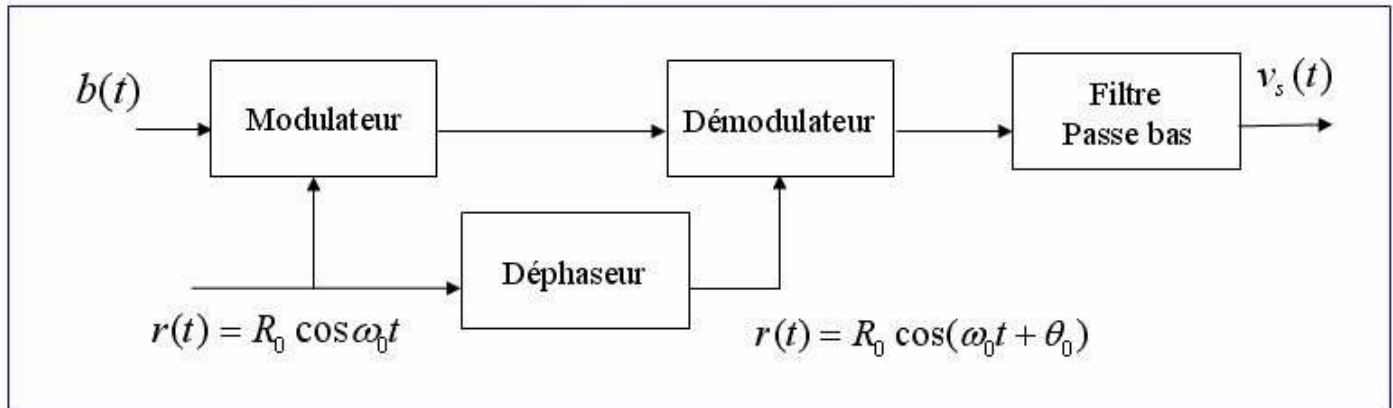 b(t)
Modulateur
Démodulateur
Filtre
Passe bas
v_s(t)
Déphaseur
r(t) = R_0 cos ω_0 t
r(t) = R_0 cos(ω_0 t + θ_0)